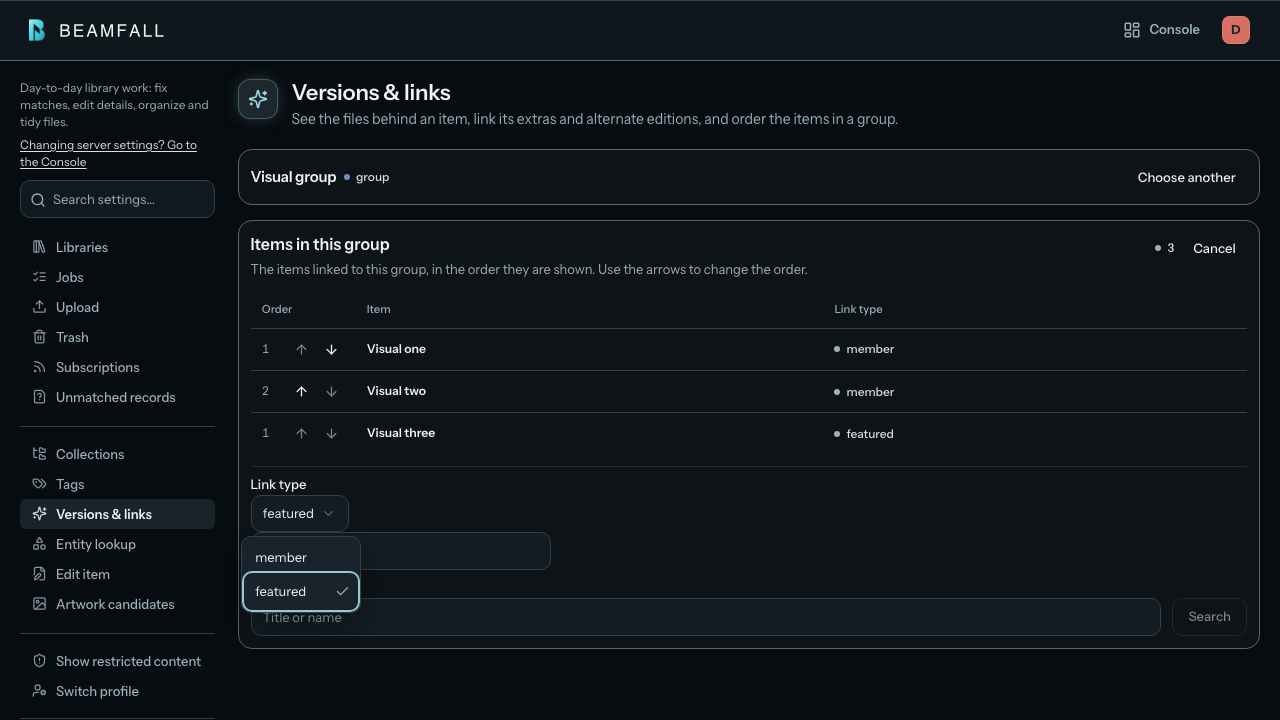 BEAMFALL
Console
D
Day-to-day library work: fix
matches, edit details, organize and
tidy files.
Changing server settings? Go to
the Console
Search settings...
Libraries
Jobs
Upload
Trash
Subscriptions
Unmatched records
Collections
Tags
Versions & links
Entity lookup
Edit item
Artwork candidates
Show restricted content
Switch profile
Versions & links
See the files behind an item, link its extras and alternate editions, and order the items in a group.
Visual group group
Choose another
Items in this group
3 Cancel
The items linked to this group, in the order they are shown. Use the arrows to change the order.
Order Item Link type
1 Visual one member
2 Visual two member
1 Visual three featured
Link type
featured
member
featured
Title or name
Search